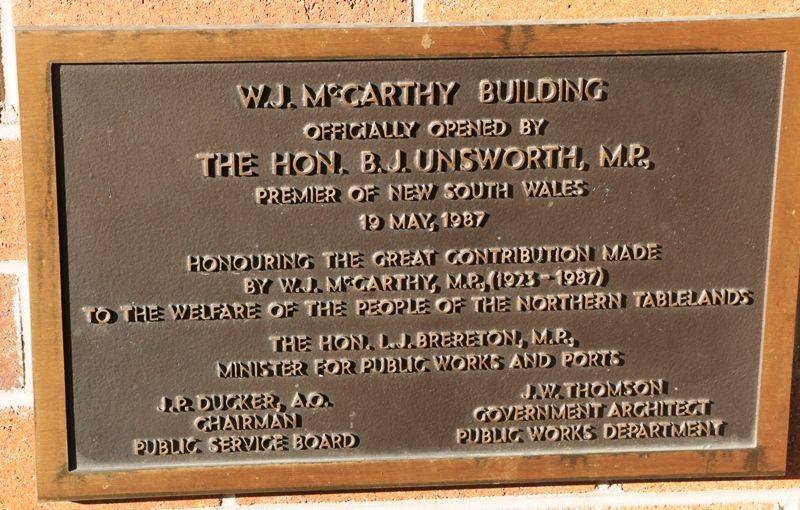 W.J. McCARTHY BUILDING
OFFICIALLY OPENED BY
THE HON. B.J. UNSWORTH, M.P.,
PREMIER OF NEW SOUTH WALES
19 MAY, 1987
HONOURING THE GREAT CONTRIBUTION MADE
BY W.J. McCARTHY, M.P., (1923-1987)
TO THE WELFARE OF THE PEOPLE OF THE NORTHERN TABLELANDS
THE HON. L.J. BRERETON, M.P.,
MINISTER FOR PUBLIC WORKS AND PORTS
J.P. DUCKER, A.O.
CHAIRMAN
PUBLIC SERVICE BOARD
J.W. THOMSON
GOVERNMENT ARCHITECT
PUBLIC WORKS DEPARTMENT